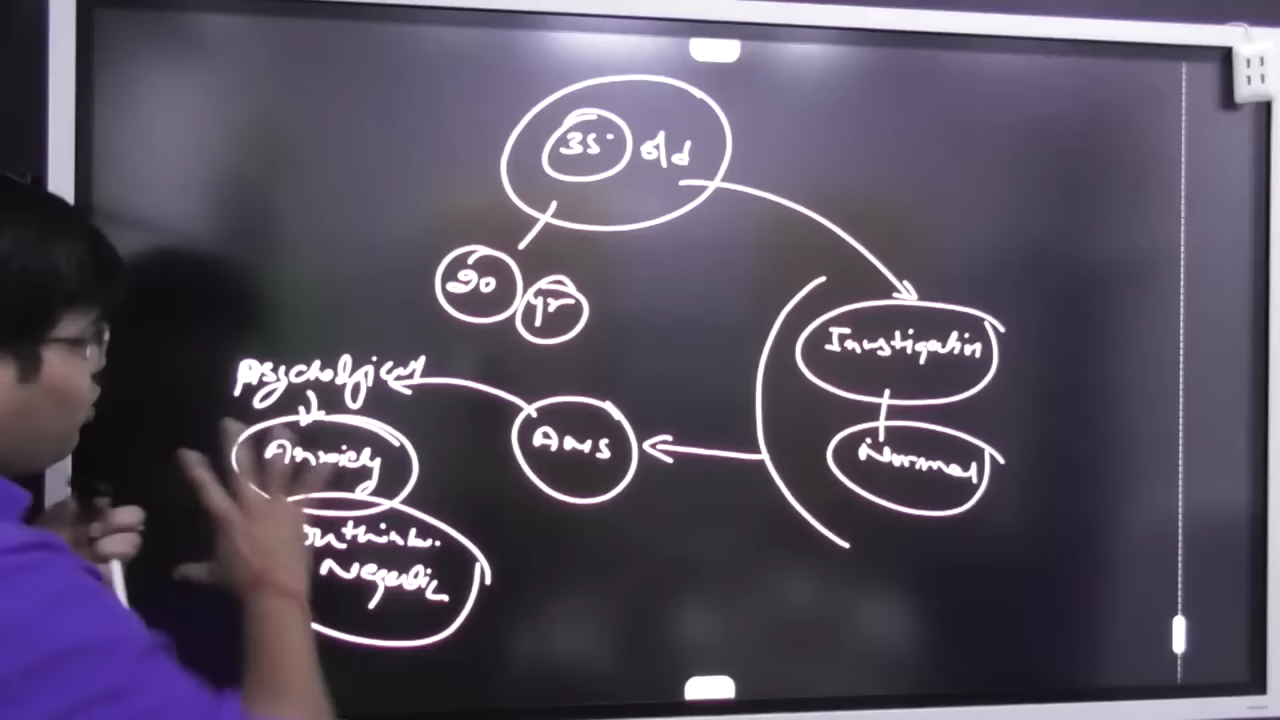 35 old
20 yr
Investigation
Normal
ANS
Psychological
Anxiety
Negative